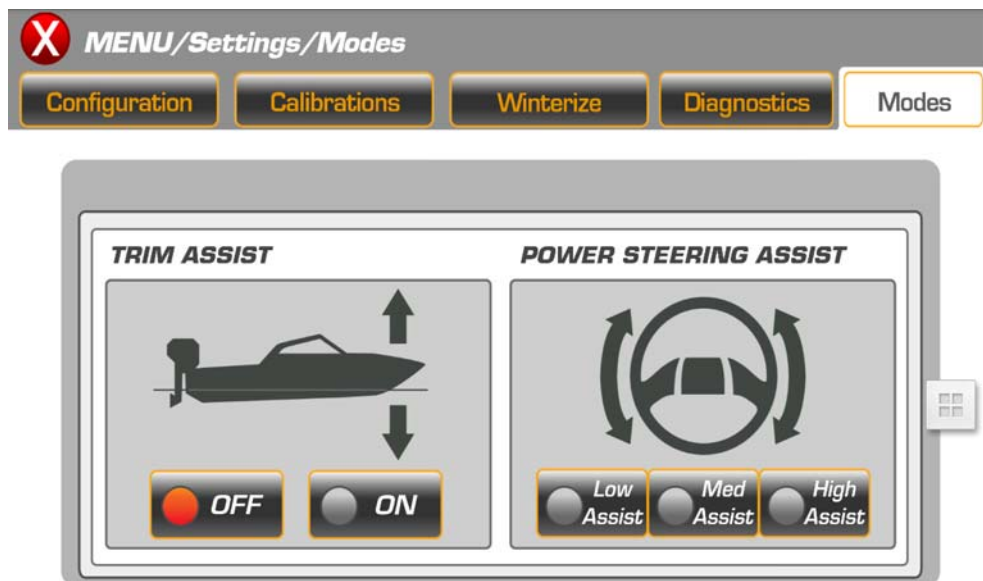 X MENU/Settings/Modes
Configuration Calibrations Winterize Diagnostics Modes
TRIM ASSIST POWER STEERING ASSIST
OFF ON
Low Assist Med Assist High Assist